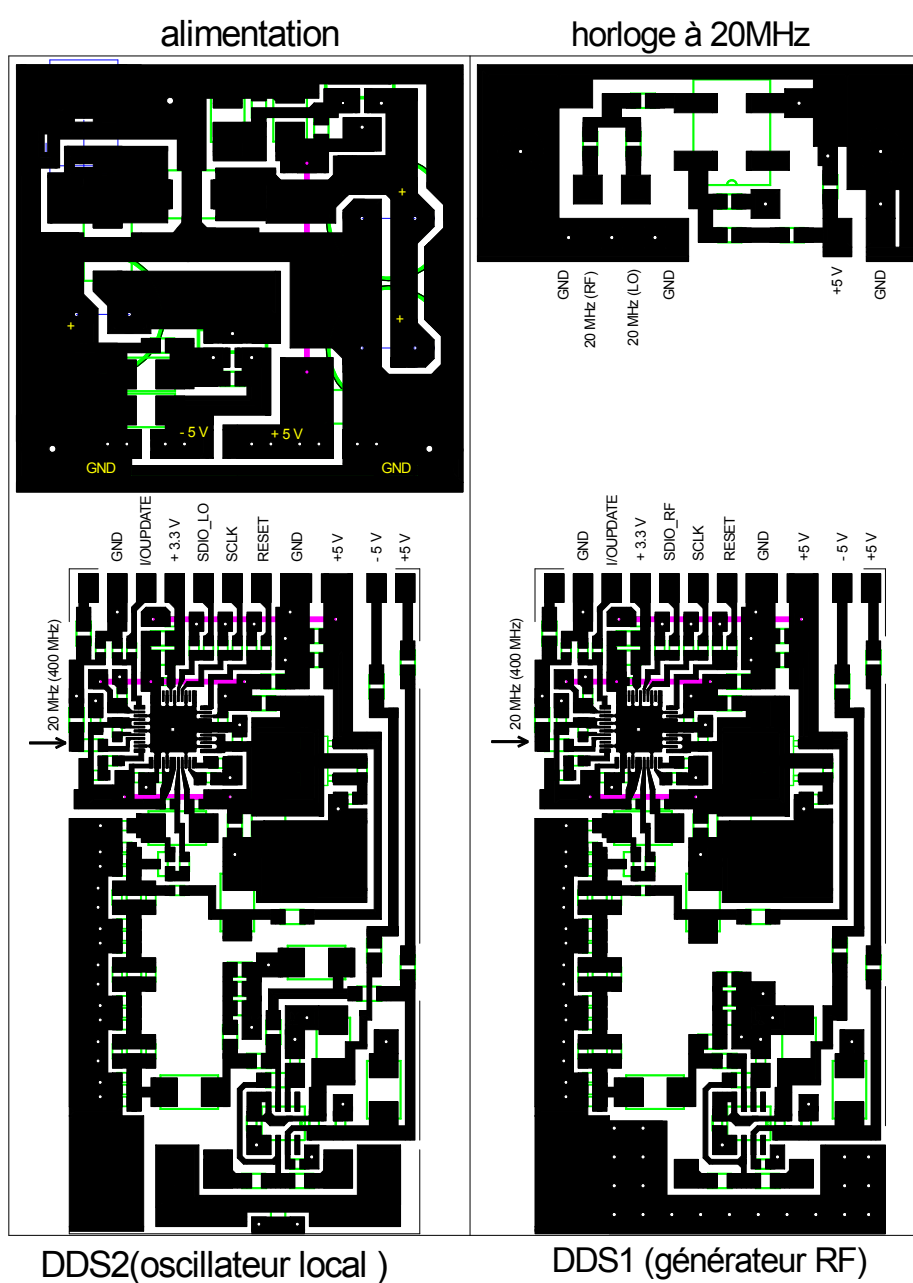 alimentation
horloge à 20MHz
+
+
+
- 5 V
+ 5 V
GND
GND
GND
20 MHz (RF)
20 MHz (LO)
GND
+5 V
GND
GND
I/OUPDATE
+ 3.3 V
SDIO_LO
SCLK
RESET
GND
+5 V
- 5 V
+5 V
20 MHz (400 MHz)
GND
I/OUPDATE
+ 3.3 V
SDIO_RF
SCLK
RESET
GND
+5 V
- 5 V
+5 V
20 MHz (400 MHz)
DDS2(oscillateur local )
DDS1 (générateur RF)